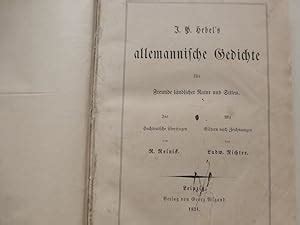 J. P. Hebel's
allemannische Gedichte
für
Freunde ländlicher Natur und Sitten.
Ins
Hochdeutsche übertragen
von
R. Reinick.
Mit
Bildern nach Zeichnungen
von
Ludw. Richter.
Leipzig.
Verlag von Georg Wigand.
1851.